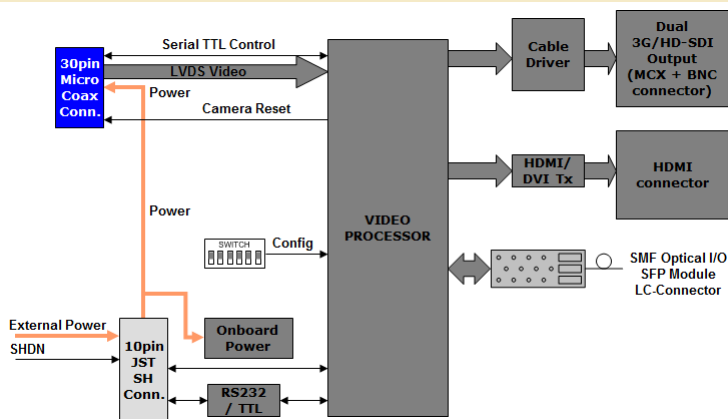 Serial TTL Control
30pin
Micro
Coax
Conn.
LVDS Video
Power
Camera Reset
Cable
Driver
Dual
3G/HD-SDI
Output
(MCX + BNC
connector)
HDMI/
DVI Tx
HDMI
connector
VIDEO
PROCESSOR
Power
SWITCH
Config
SMF Optical I/O
SFP Module
LC-Connector
External Power
SHDN
10pin
JST
SH
Conn.
Onboard
Power
RS232
/ TTL